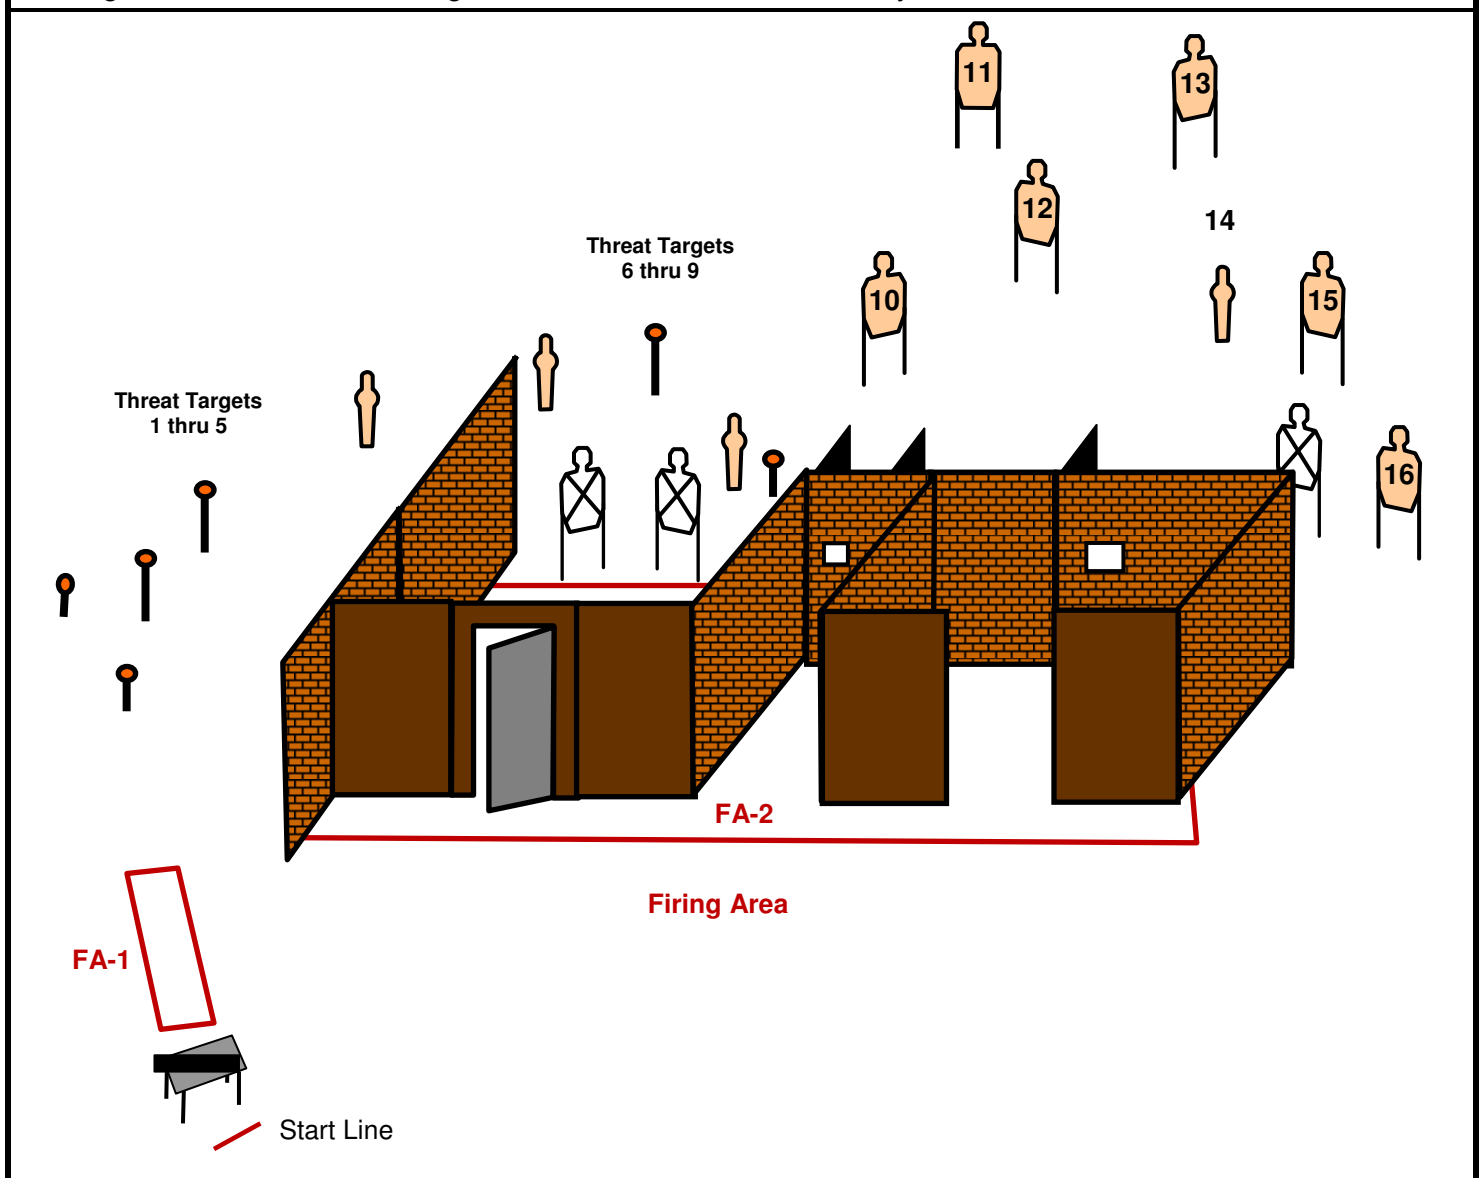 11
13
12
14
Threat Targets
6 thru 9
10
15
Threat Targets
1 thru 5
16
FA-2
Firing Area
FA-1
Start Line